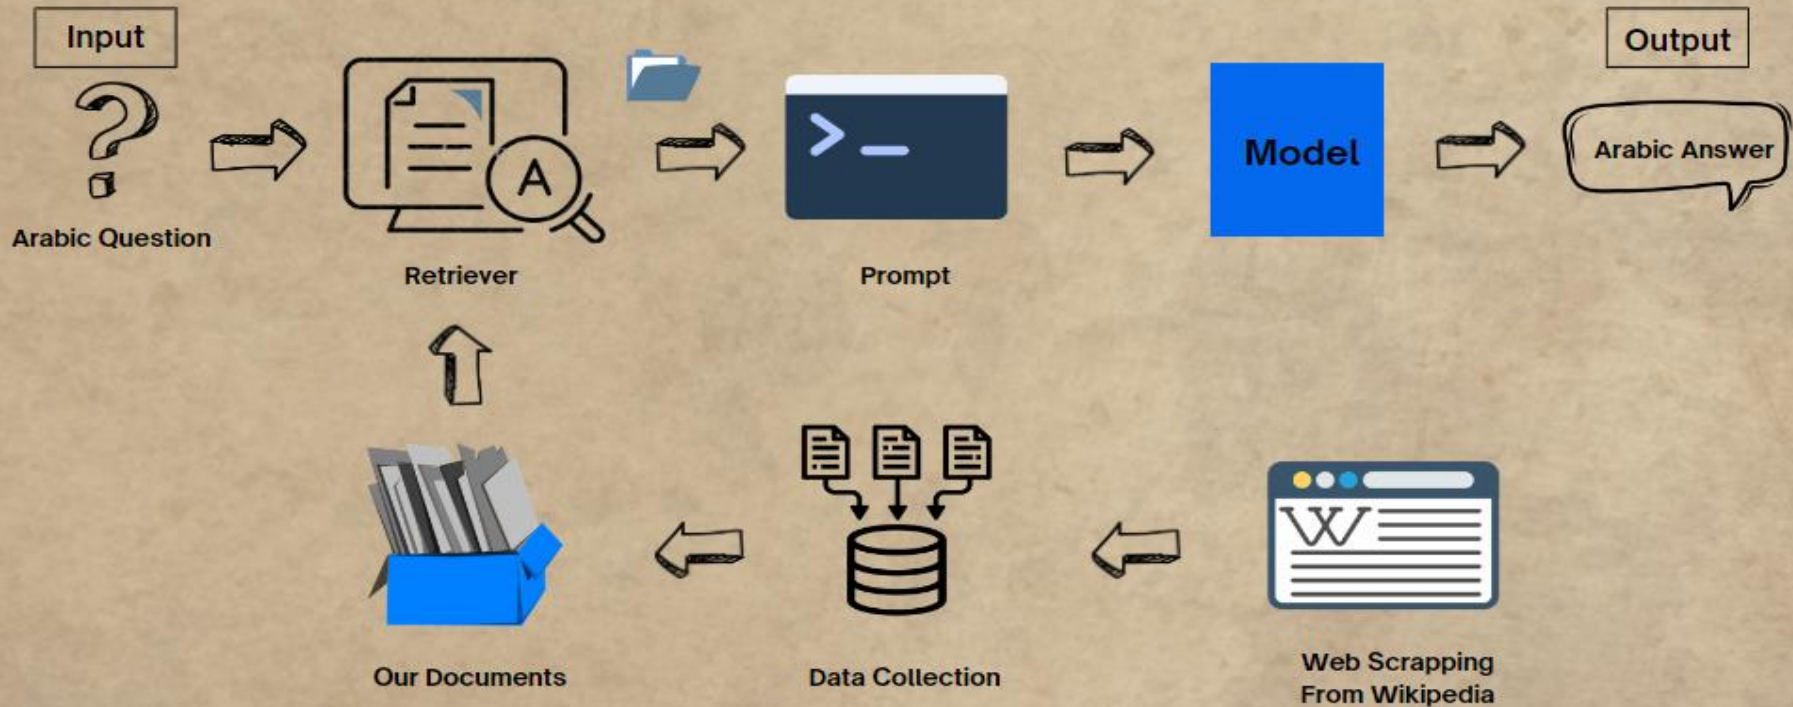 Input
Output
A
>_
Model
Arabic Answer
Arabic Question
Retriever
Prompt
W
Our Documents
Data Collection
Web Scrapping
From Wikipedia